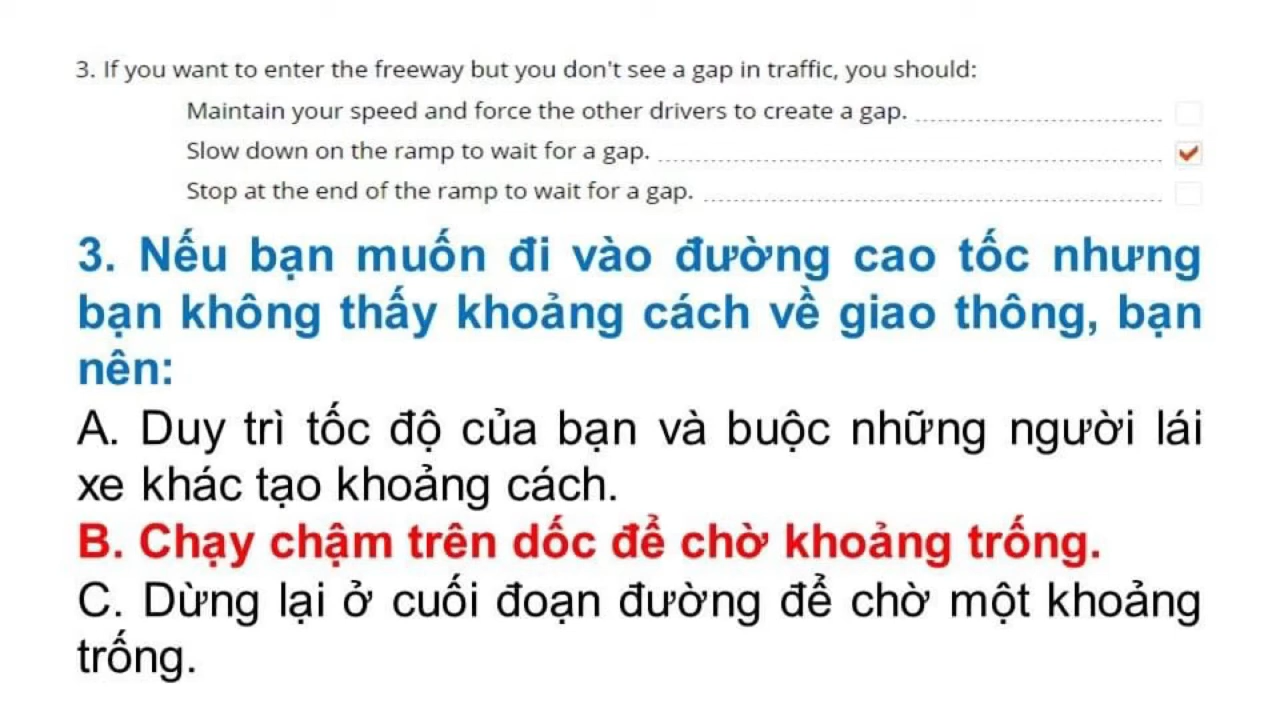 3. If you want to enter the freeway but you don't see a gap in traffic, you should:
Maintain your speed and force the other drivers to create a gap.
Slow down on the ramp to wait for a gap.
Stop at the end of the ramp to wait for a gap.
3. Nếu bạn muốn đi vào đường cao tốc nhưng
bạn không thấy khoảng cách về giao thông, bạn
nên:
A. Duy trì tốc độ của bạn và buộc những người lái
xe khác tạo khoảng cách.
B. Chạy chậm trên dốc để chờ khoảng trống.
C. Dừng lại ở cuối đoạn đường để chờ một khoảng
trống.